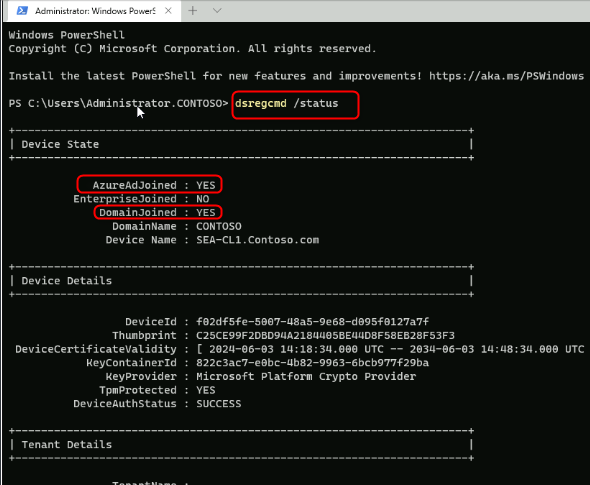 Administrator: Windows PowerS
Windows PowerShell
Copyright (C) Microsoft Corporation. All rights reserved.
Install the latest PowerShell for new features and improvements! https://aka.ms/PSWindows
PS C:\Users\Administrator.CONTOSO> dsregcmd /status
+----------------------------------------------------------------------+
| Device State                                                         |
+----------------------------------------------------------------------+
AzureAdJoined : YES
EnterpriseJoined : NO
DomainJoined : YES
DomainName : CONTOSO
Device Name : SEA-CL1.Contoso.com
+----------------------------------------------------------------------+
| Device Details                                                       |
+----------------------------------------------------------------------+
DeviceId : f02df5fe-5007-48a5-9e68-d095f0127a7f
Thumbprint : C25CE99F2DBD94A2184405BE44D8F58EB28F53F3
DeviceCertificateValidity : [ 2024-06-03 14:18:34.000 UTC -- 2034-06-03 14:48:34.000 UTC
KeyContainerId : 822c3ac7-e0bc-4b82-9963-6bcb977f29ba
KeyProvider : Microsoft Platform Crypto Provider
TpmProtected : YES
DeviceAuthStatus : SUCCESS
+----------------------------------------------------------------------+
| Tenant Details                                                       |
+----------------------------------------------------------------------+
TenantName :